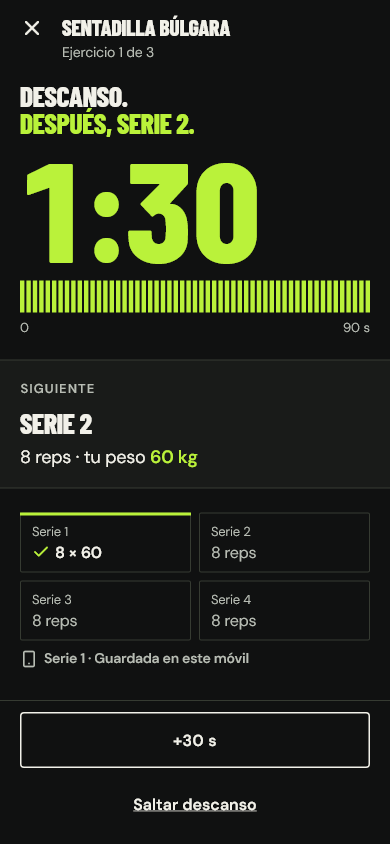 SENTADILLA BÚLGARA
Ejercicio 1 de 3
DESCANSO.
DESPUÉS, SERIE 2.
1:30
0
90 s
SIGUIENTE
SERIE 2
8 reps · tu peso 60 kg
Serie 1
8 × 60
Serie 2
8 reps
Serie 3
8 reps
Serie 4
8 reps
Serie 1 · Guardada en este móvil
+30 s
Saltar descanso